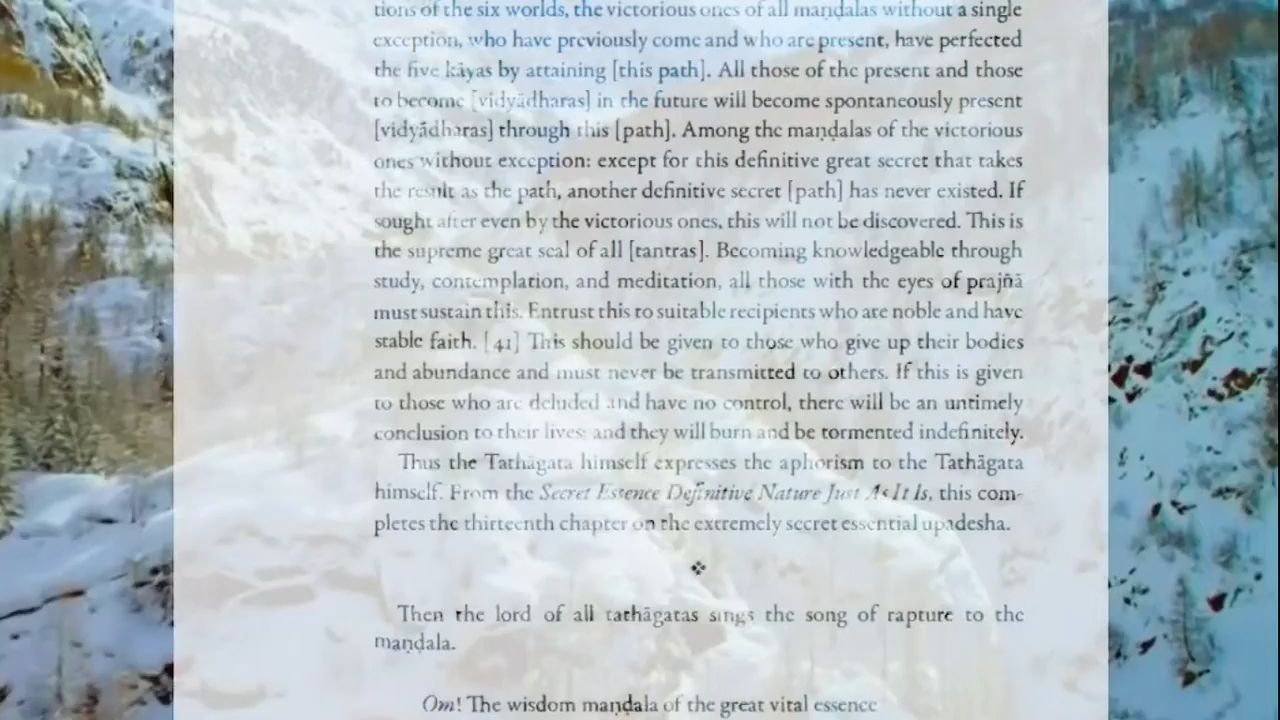 tions of the six worlds, the victorious ones of all maṇḍalas without a single
exception, who have previously come and who are present, have perfected
the five kāyas by attaining [this path]. All those of the present and those
to become [vidyādharas] in the future will become spontaneously present
[vidyādharas] through this [path]. Among the maṇḍalas of the victorious
ones without exception: except for this definitive great secret that takes
the result as the path, another definitive secret [path] has never existed. If
sought after even by the victorious ones, this will not be discovered. This is
the supreme great seal of all [tantras]. Becoming knowledgeable through
study, contemplation, and meditation, all those with the eyes of prajñā
must sustain this. Entrust this to suitable recipients who are noble and have
stable faith. [41] This should be given to those who give up their bodies
and abundance and must never be transmitted to others. If this is given
to those who are deluded and have no control, there will be an untimely
conclusion to their lives; and they will burn and be tormented indefinitely.
Thus the Tathāgata himself expresses the aphorism to the Tathāgata
himself. From the Secret Essence Definitive Nature Just As It Is, this com-
pletes the thirteenth chapter on the extremely secret essential upadesha.
Then the lord of all tathāgatas sings the song of rapture to the
maṇḍala.
Om! The wisdom maṇḍala of the great vital essence